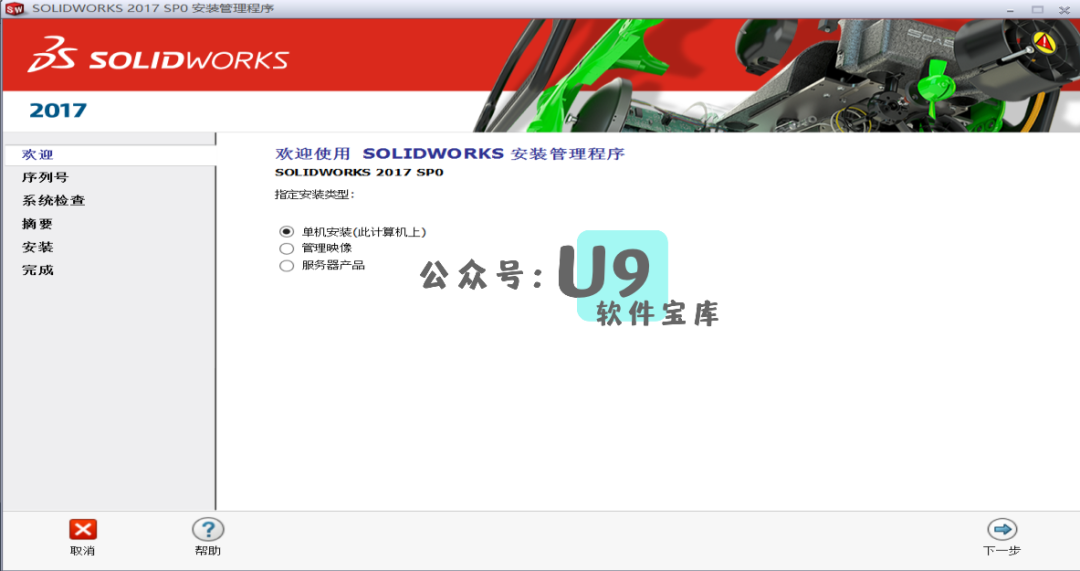 SOLIDWORKS 2017 SP0 安装管理程序
SOLIDWORKS
2017
欢迎
序列号
系统检查
摘要
安装
完成
欢迎使用 SOLIDWORKS 安装管理程序
SOLIDWORKS 2017 SP0
指定安装类型:
单机安装(此计算机上)
管理映像
服务器产品
公众号:U9
软件宝库
取消
帮助
下一步